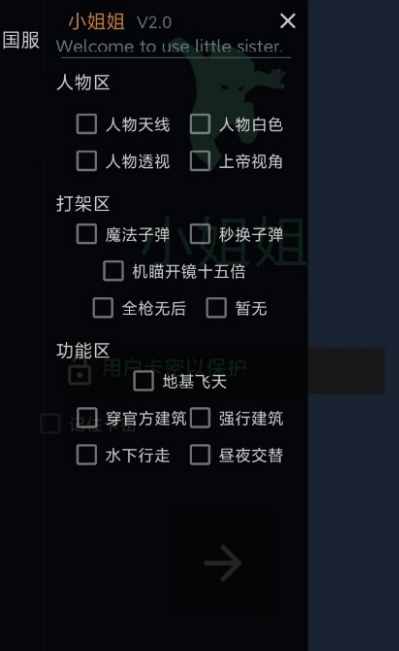 小姐姐 V2.0 ×
国服
Welcome to use little sister.
人物区
人物天线 人物白色
人物透视 上帝视角
打架区
魔法子弹 秒换子弹
小姐姐
机瞄开镜十五倍
全枪无后 暂无
功能区
用户卡密以保护
地基飞天
穿官方建筑 强行建筑
水下行走 昼夜交替